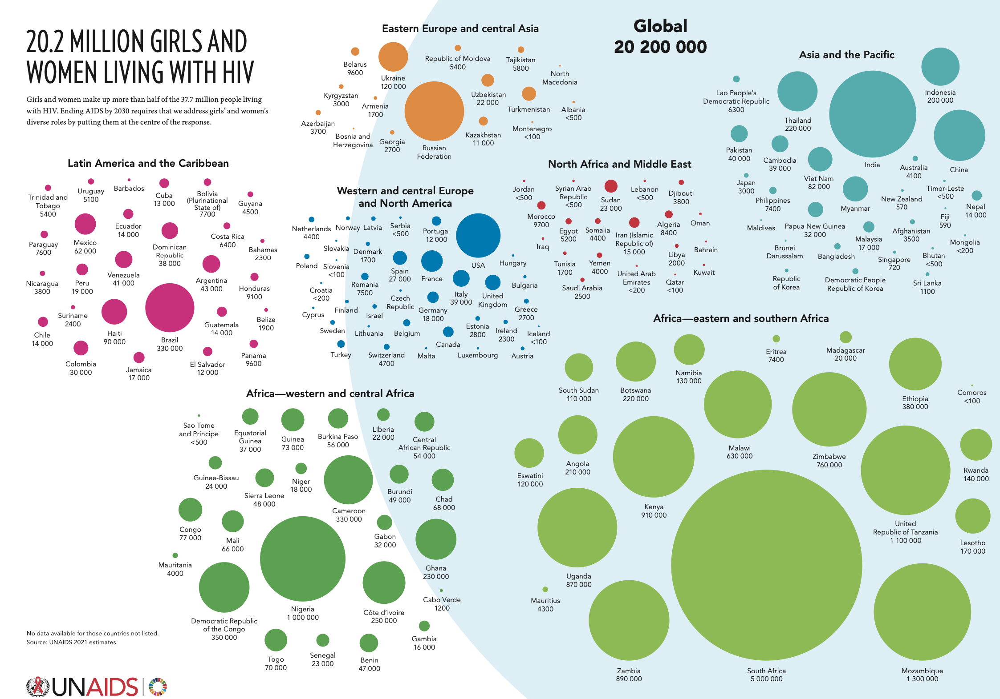 20.2 MILLION GIRLS AND
WOMEN LIVING WITH HIV
Girls and women make up more than half of the 37.7 million people living
with HIV. Ending AIDS by 2030 requires that we address girls’ and women’s
diverse roles by putting them at the centre of the response.
Global
20 200 000
Eastern Europe and central Asia
Belarus
9600
Ukraine
120 000
Republic of Moldova
5400
Tajikistan
5800
North
Macedonia
Kyrgyzstan
3000
Armenia
1700
Uzbekistan
22 000
Turkmenistan
Albania
<500
Azerbaijan
3700
Bosnia and
Herzegovina
Georgia
2700
Russian
Federation
Kazakhstan
11 000
Montenegro
<100
Asia and the Pacific
Lao People's
Democratic Republic
6300
Thailand
220 000
India
Indonesia
200 000
Pakistan
40 000
Cambodia
39 000
Viet Nam
82 000
Australia
4100
China
Japan
3000
Philippines
7400
Myanmar
New Zealand
570
Timor-Leste
<500
Nepal
14 000
Maldives
Papua New Guinea
32 000
Malaysia
17 000
Afghanistan
3500
Fiji
590
Mongolia
<200
Brunei
Darussalam
Bangladesh
Singapore
720
Bhutan
<500
Republic
of Korea
Democratic People
Republic of Korea
Sri Lanka
1100
Latin America and the Caribbean
Trinidad and
Tobago
5400
Uruguay
5100
Barbados
Cuba
13 000
Bolivia
(Plurinational
State of)
7700
Guyana
4500
Paraguay
7600
Mexico
62 000
Ecuador
14 000
Dominican
Republic
38 000
Costa Rica
6400
Bahamas
2300
Nicaragua
3800
Peru
19 000
Venezuela
41 000
Argentina
43 000
Honduras
9100
Chile
14 000
Suriname
2400
Haiti
90 000
Brazil
330 000
Guatemala
14 000
Belize
1900
Colombia
30 000
Jamaica
17 000
El Salvador
12 000
Panama
9600
Western and central Europe
and North America
Netherlands
4400
Norway
Latvia
Serbia
<500
Portugal
12 000
USA
Slovakia
Denmark
1700
Poland
Slovenia
<100
Spain
27 000
France
Hungary
Croatia
<200
Romania
7500
Czech
Republic
Italy
39 000
United
Kingdom
Bulgaria
Cyprus
Finland
Israel
Germany
18 000
Greece
2700
Sweden
Lithuania
Belgium
Canada
Estonia
2800
Ireland
2300
Iceland
<100
Turkey
Switzerland
4700
Malta
Luxembourg
Austria
North Africa and Middle East
Jordan
<500
Syrian Arab
Republic
<500
Sudan
23 000
Lebanon
<500
Djibouti
3800
Morocco
9700
Egypt
5200
Somalia
4400
Iran (Islamic
Republic of)
15 000
Algeria
8400
Oman
Iraq
Tunisia
1700
Yemen
4000
Libya
2000
Bahrain
Saudi Arabia
2500
United Arab
Emirates
<200
Qatar
<100
Kuwait
Africa—western and central Africa
Sao Tome
and Principe
<500
Equatorial
Guinea
37 000
Guinea
73 000
Burkina Faso
56 000
Liberia
22 000
Central
African Republic
54 000
Guinea-Bissau
24 000
Sierra Leone
48 000
Niger
18 000
Cameroon
330 000
Burundi
49 000
Chad
68 000
Congo
77 000
Mali
66 000
Gabon
32 000
Mauritania
4000
Ghana
230 000
Democratic Republic
of the Congo
350 000
Nigeria
1 000 000
Côte d’Ivoire
250 000
Cabo Verde
1200
Togo
70 000
Senegal
23 000
Benin
47 000
Gambia
16 000
Africa—eastern and southern Africa
South Sudan
110 000
Botswana
220 000
Namibia
130 000
Eritrea
7400
Madagascar
20 000
Ethiopia
380 000
Comoros
<100
Malawi
630 000
Zimbabwe
760 000
Eswatini
120 000
Angola
210 000
Kenya
910 000
Rwanda
140 000
United
Republic of Tanzania
1 100 000
Lesotho
170 000
Uganda
870 000
Mauritius
4300
Zambia
890 000
South Africa
5 000 000
Mozambique
1 300 000
No data available for those countries not listed.
Source: UNAIDS 2021 estimates.
UNAIDS